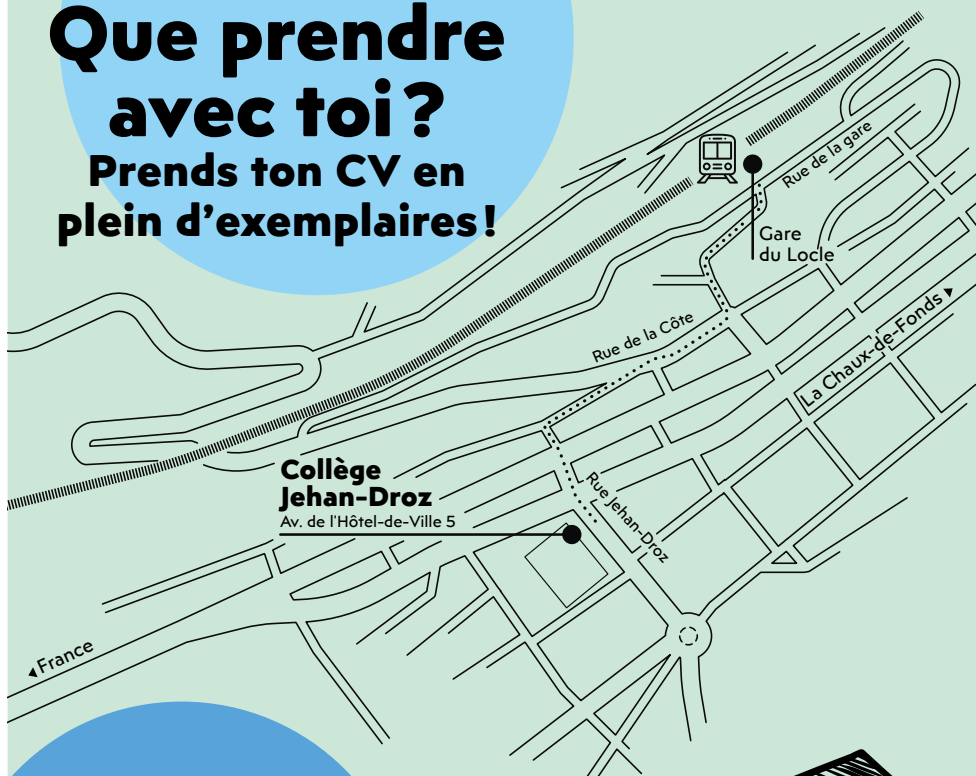 Que prendre
avec toi ?
Prends ton CV en
plein d'exemplaires !
Rue de la gare
Gare
du Locle
La Chaux-de-Fonds
Rue de la Côte
Collège
Jehan-Droz
Av. de l'Hôtel-de-Ville 5
Rue Jehan-Droz
France